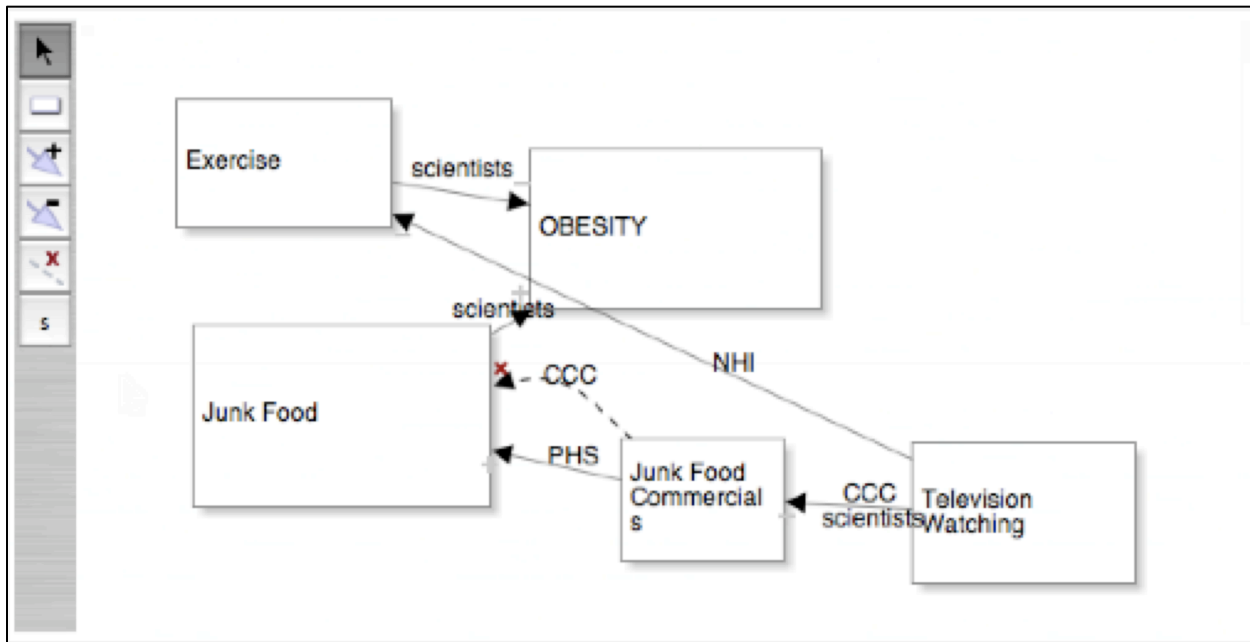 Exercise
scientists
OBESITY
scientists
NHI
CCC
Junk Food
PHS
Junk Food
Commercial
s
CCC
scientists
Television
Watching
s